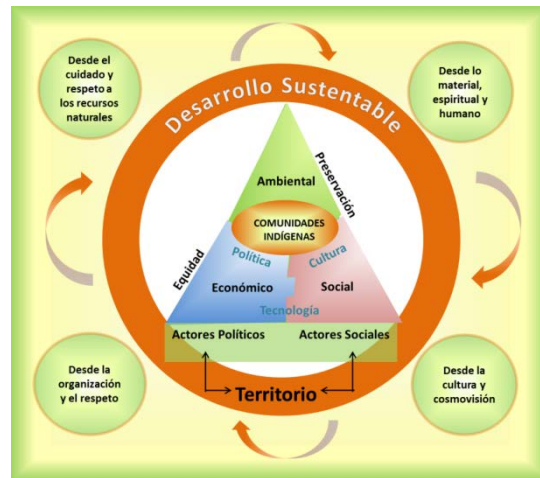 Desde el
cuidado y
respeto a
los recursos
naturales
Desde lo
material,
espiritual y
humano
Desarrollo Sustentable
Ambiental
Preservación
COMUNIDADES
INDÍGENAS
Equidad
Política
Cultura
Económico
Social
Tecnología
Actores Políticos
Actores Sociales
Territorio
Desde la
organización
y el respeto
Desde la
cultura y
cosmovisión